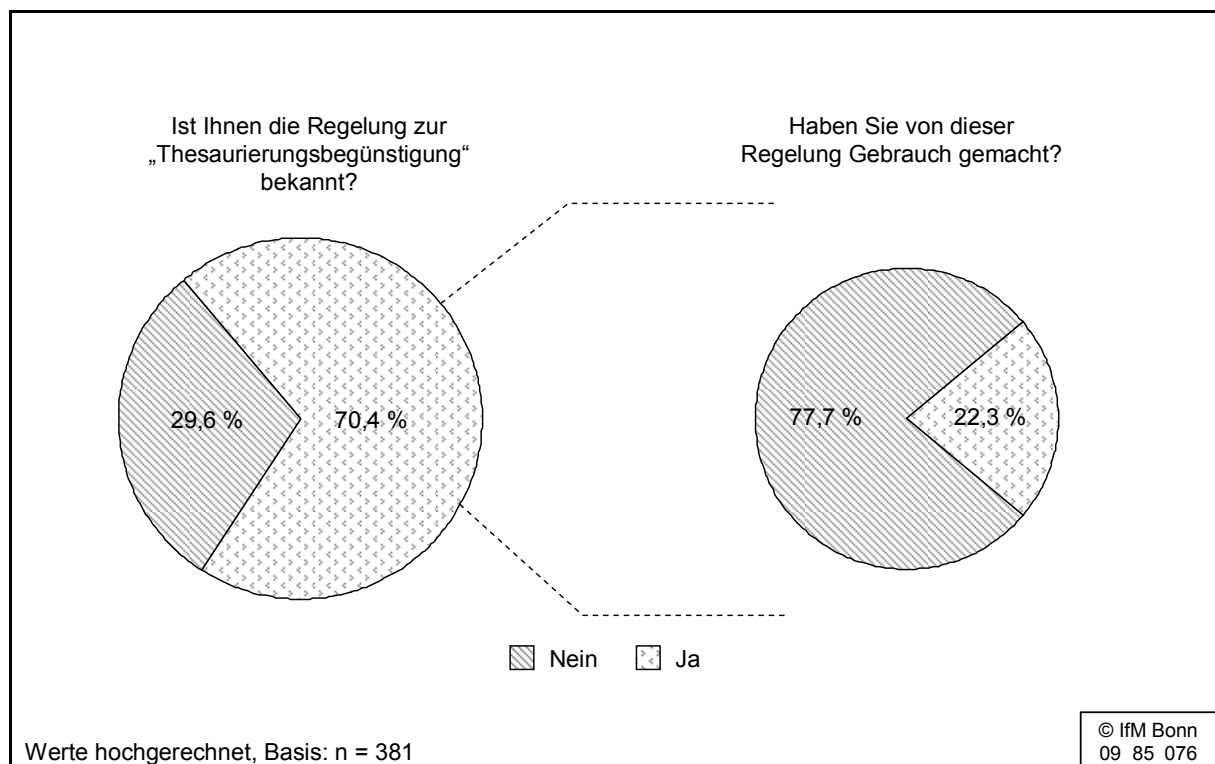 Ist Ihnen die Regelung zur
„Thesaurierungsbegünstigung“
bekannt?
Haben Sie von dieser
Regelung Gebrauch gemacht?
29,6 %
70,4 %
77,7 %
22,3 %
Nein
Ja
Werte hochgerechnet, Basis: n = 381
© IfM Bonn
09 85 076